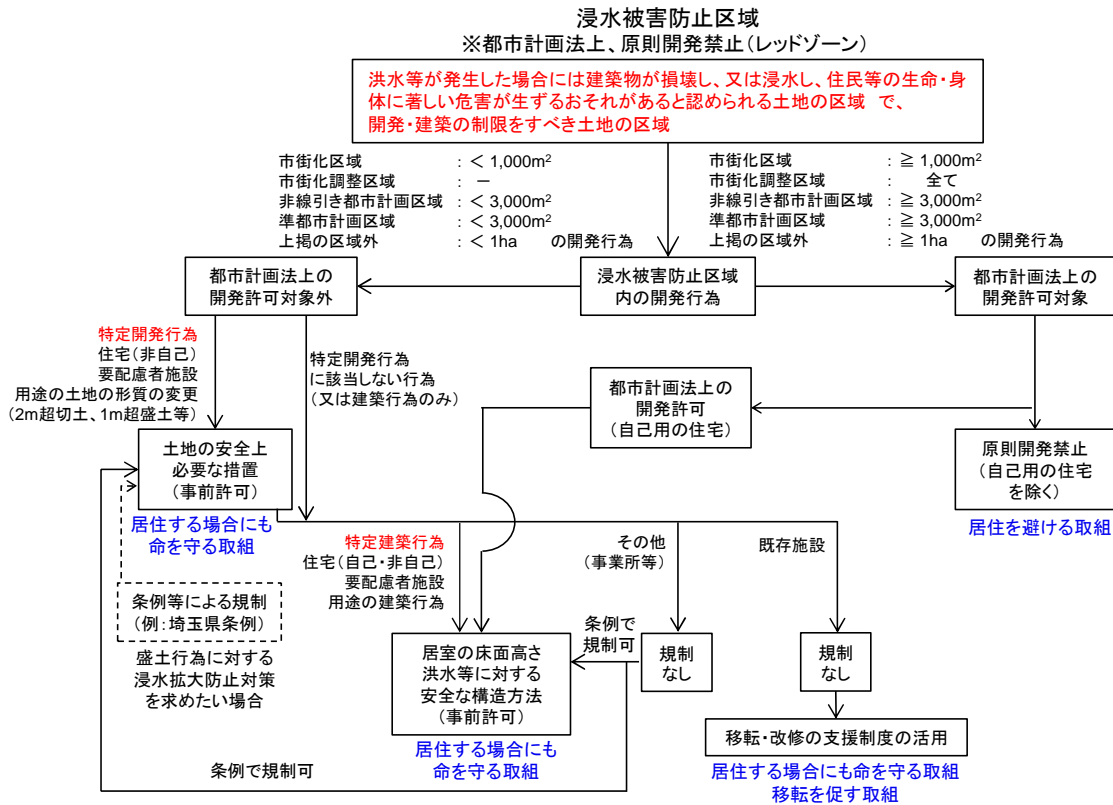 浸水被害防止区域
※都市計画法上、原則開発禁止（レッドゾーン）
洪水等が発生した場合には建築物が損壊し、又は浸水し、住民等の生命・身
体に著しい危害が生ずるおそれがあると認められる土地の区域 で、
開発・建築の制限をすべき土地の区域
市街化区域 : ＜ 1,000m²
市街化調整区域 : －
非線引き都市計画区域 : ＜ 3,000m²
準都市計画区域 : ＜ 3,000m²
上掲の区域外 : ＜ 1ha の開発行為
市街化区域 : ≧ 1,000m²
市街化調整区域 : 全て
非線引き都市計画区域 : ≧ 3,000m²
準都市計画区域 : ≧ 3,000m²
上掲の区域外 : ≧ 1ha の開発行為
都市計画法上の
開発許可対象外
浸水被害防止区域
内の開発行為
都市計画法上の
開発許可対象
特定開発行為
住宅（非自己）
要配慮者施設
用途の土地の形質の変更
（2m超切土、1m超盛土等）
特定開発行為
に該当しない行為
（又は建築行為のみ）
都市計画法上の
開発許可
（自己用の住宅）
土地の安全上
必要な措置
（事前許可）
居住する場合にも
命を守る取組
原則開発禁止
（自己用の住宅
を除く）
居住を避ける取組
特定建築行為
住宅（自己・非自己）
要配慮者施設
用途の建築行為
その他
（事業所等）
既存施設
条例等による規制
（例：埼玉県条例）
盛土行為に対する
浸水拡大防止対策
を求めたい場合
条例で
規制可
居室の床面高さ
洪水等に対する
安全な構造方法
（事前許可）
居住する場合にも
命を守る取組
規制
なし
規制
なし
移転・改修の支援制度の活用
居住する場合にも命を守る取組
移転を促す取組
条例で規制可